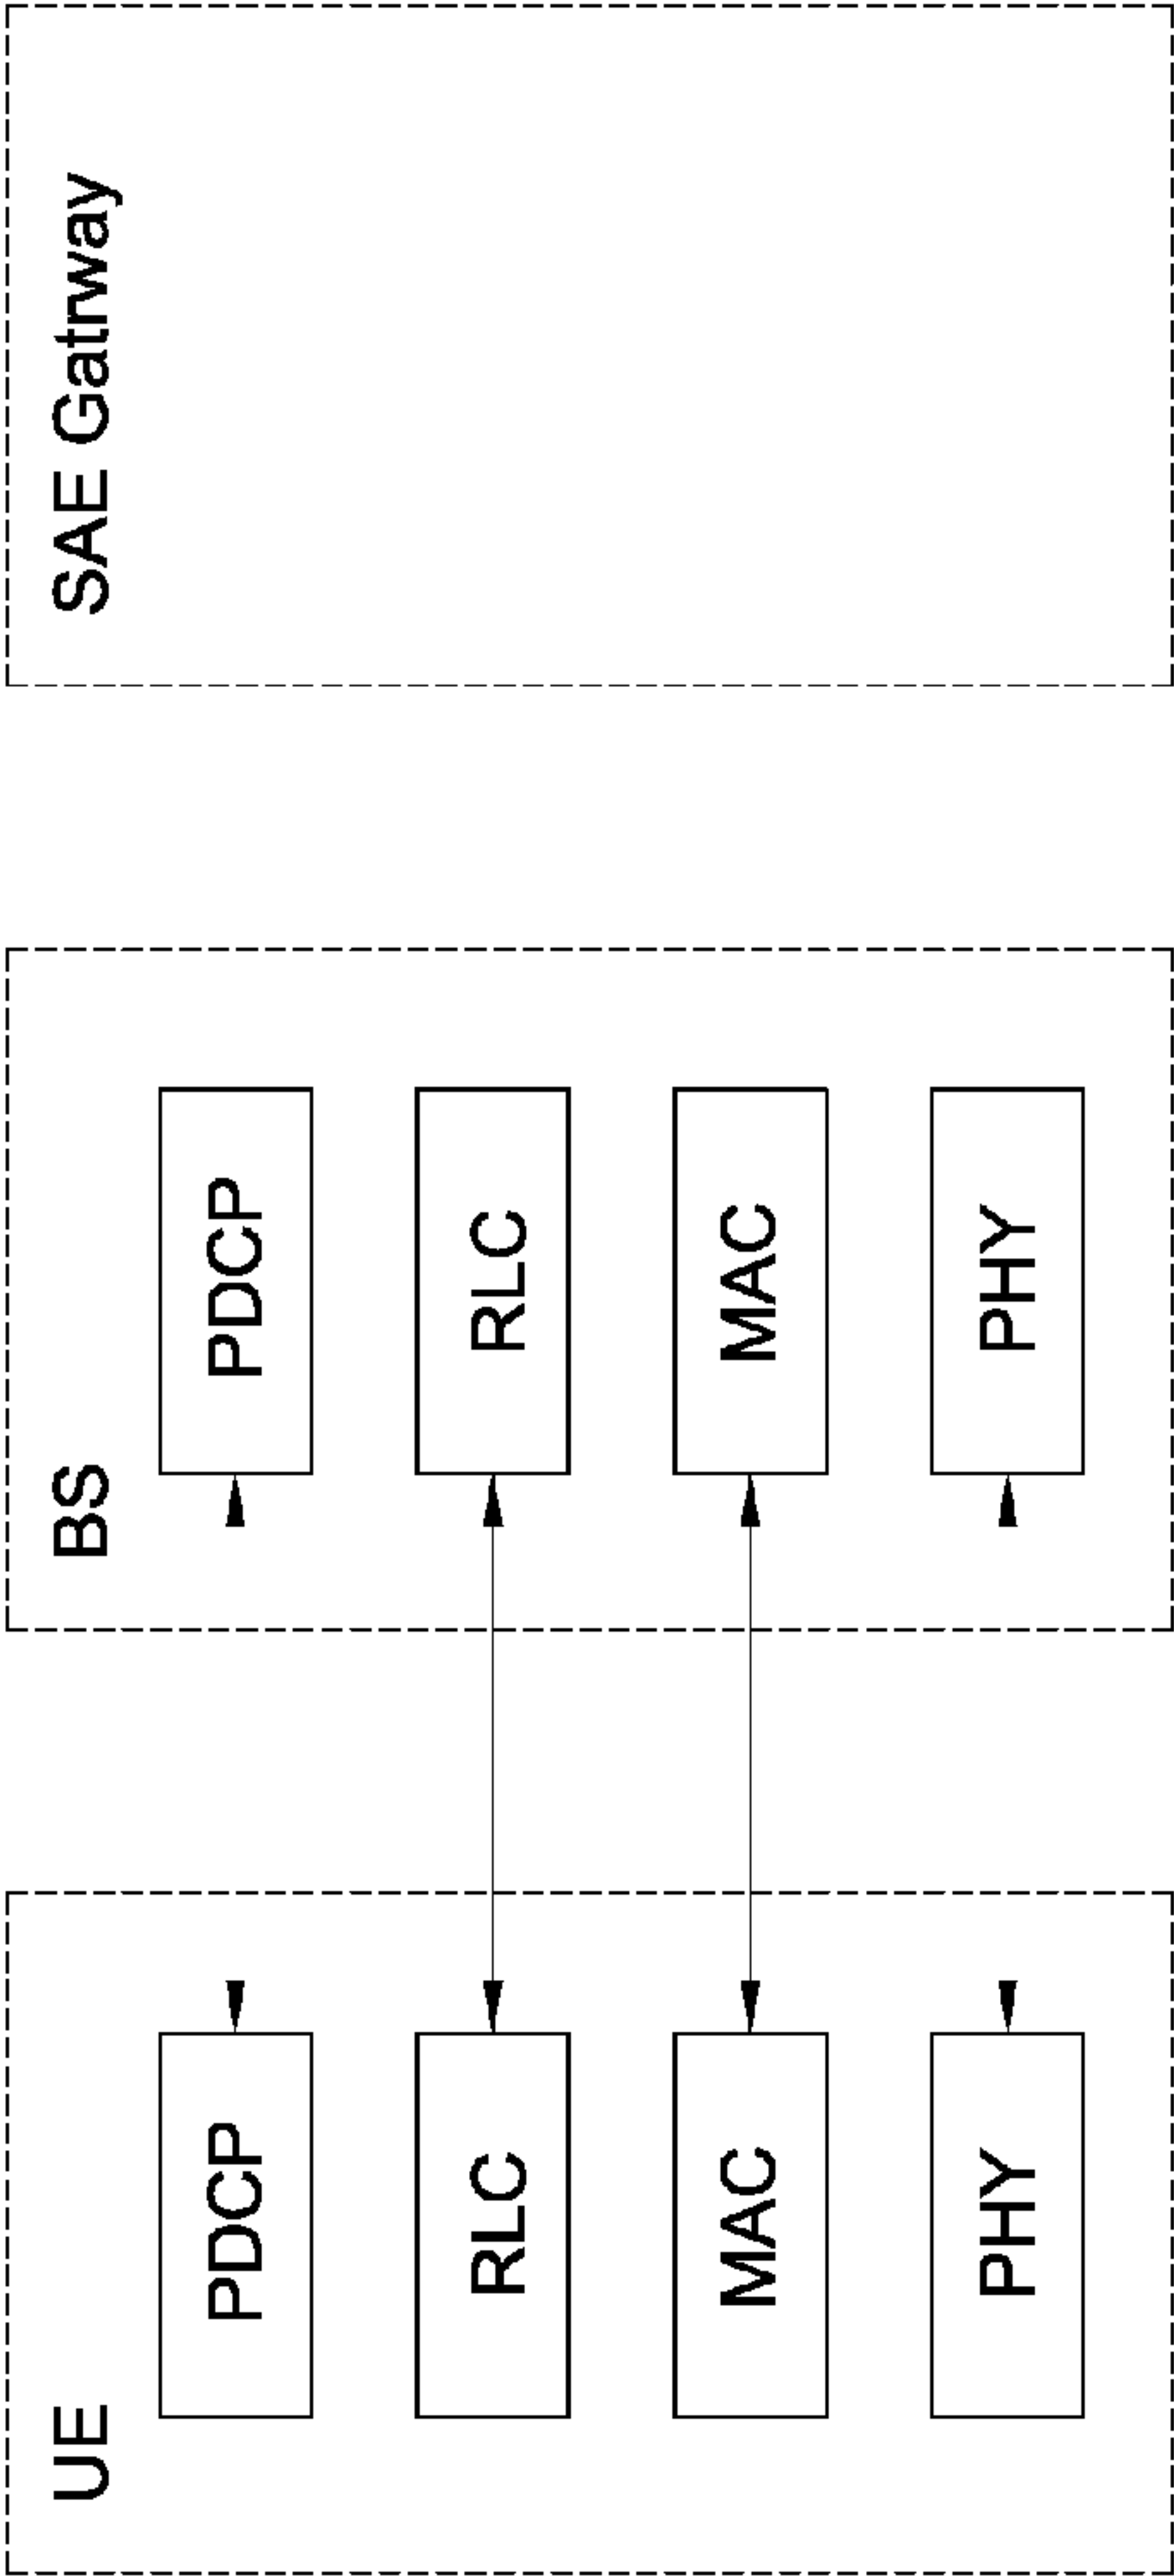 UE
PDCP
RLC
MAC
PHY
BS
PDCP
RLC
MAC
PHY
SAE Gatrway